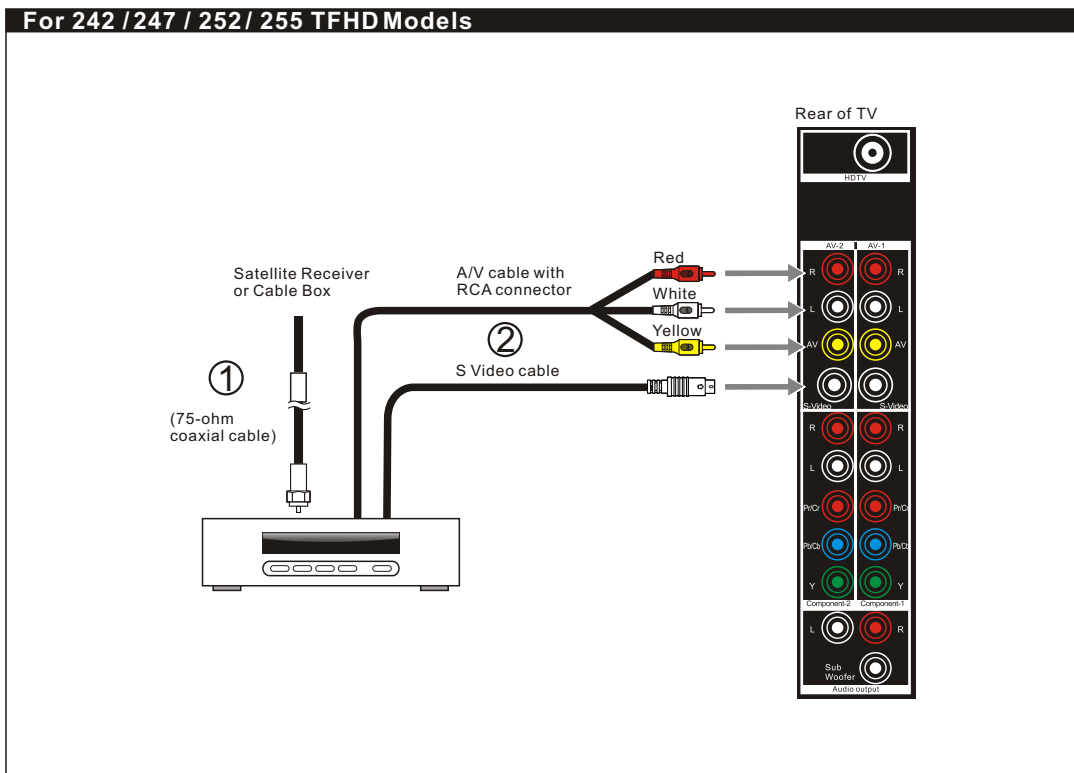 For 242 /247 / 252/ 255 TFHD Models
Rear of TV
HDTV
AV-2 AV-1
Red
R R
Satellite Receiver
or Cable Box
A/V cable with
RCA connector
White
L L
Yellow
AV AV
2
S Video cable
1
S-Video S-Video
(75-ohm
coaxial cable)
R R
L L
Pr/Cr Pr/Cr
Pb/Cb Pb/Cb
Y Y
Component-2 Component-1
L R
Sub
Woofer
Audio output